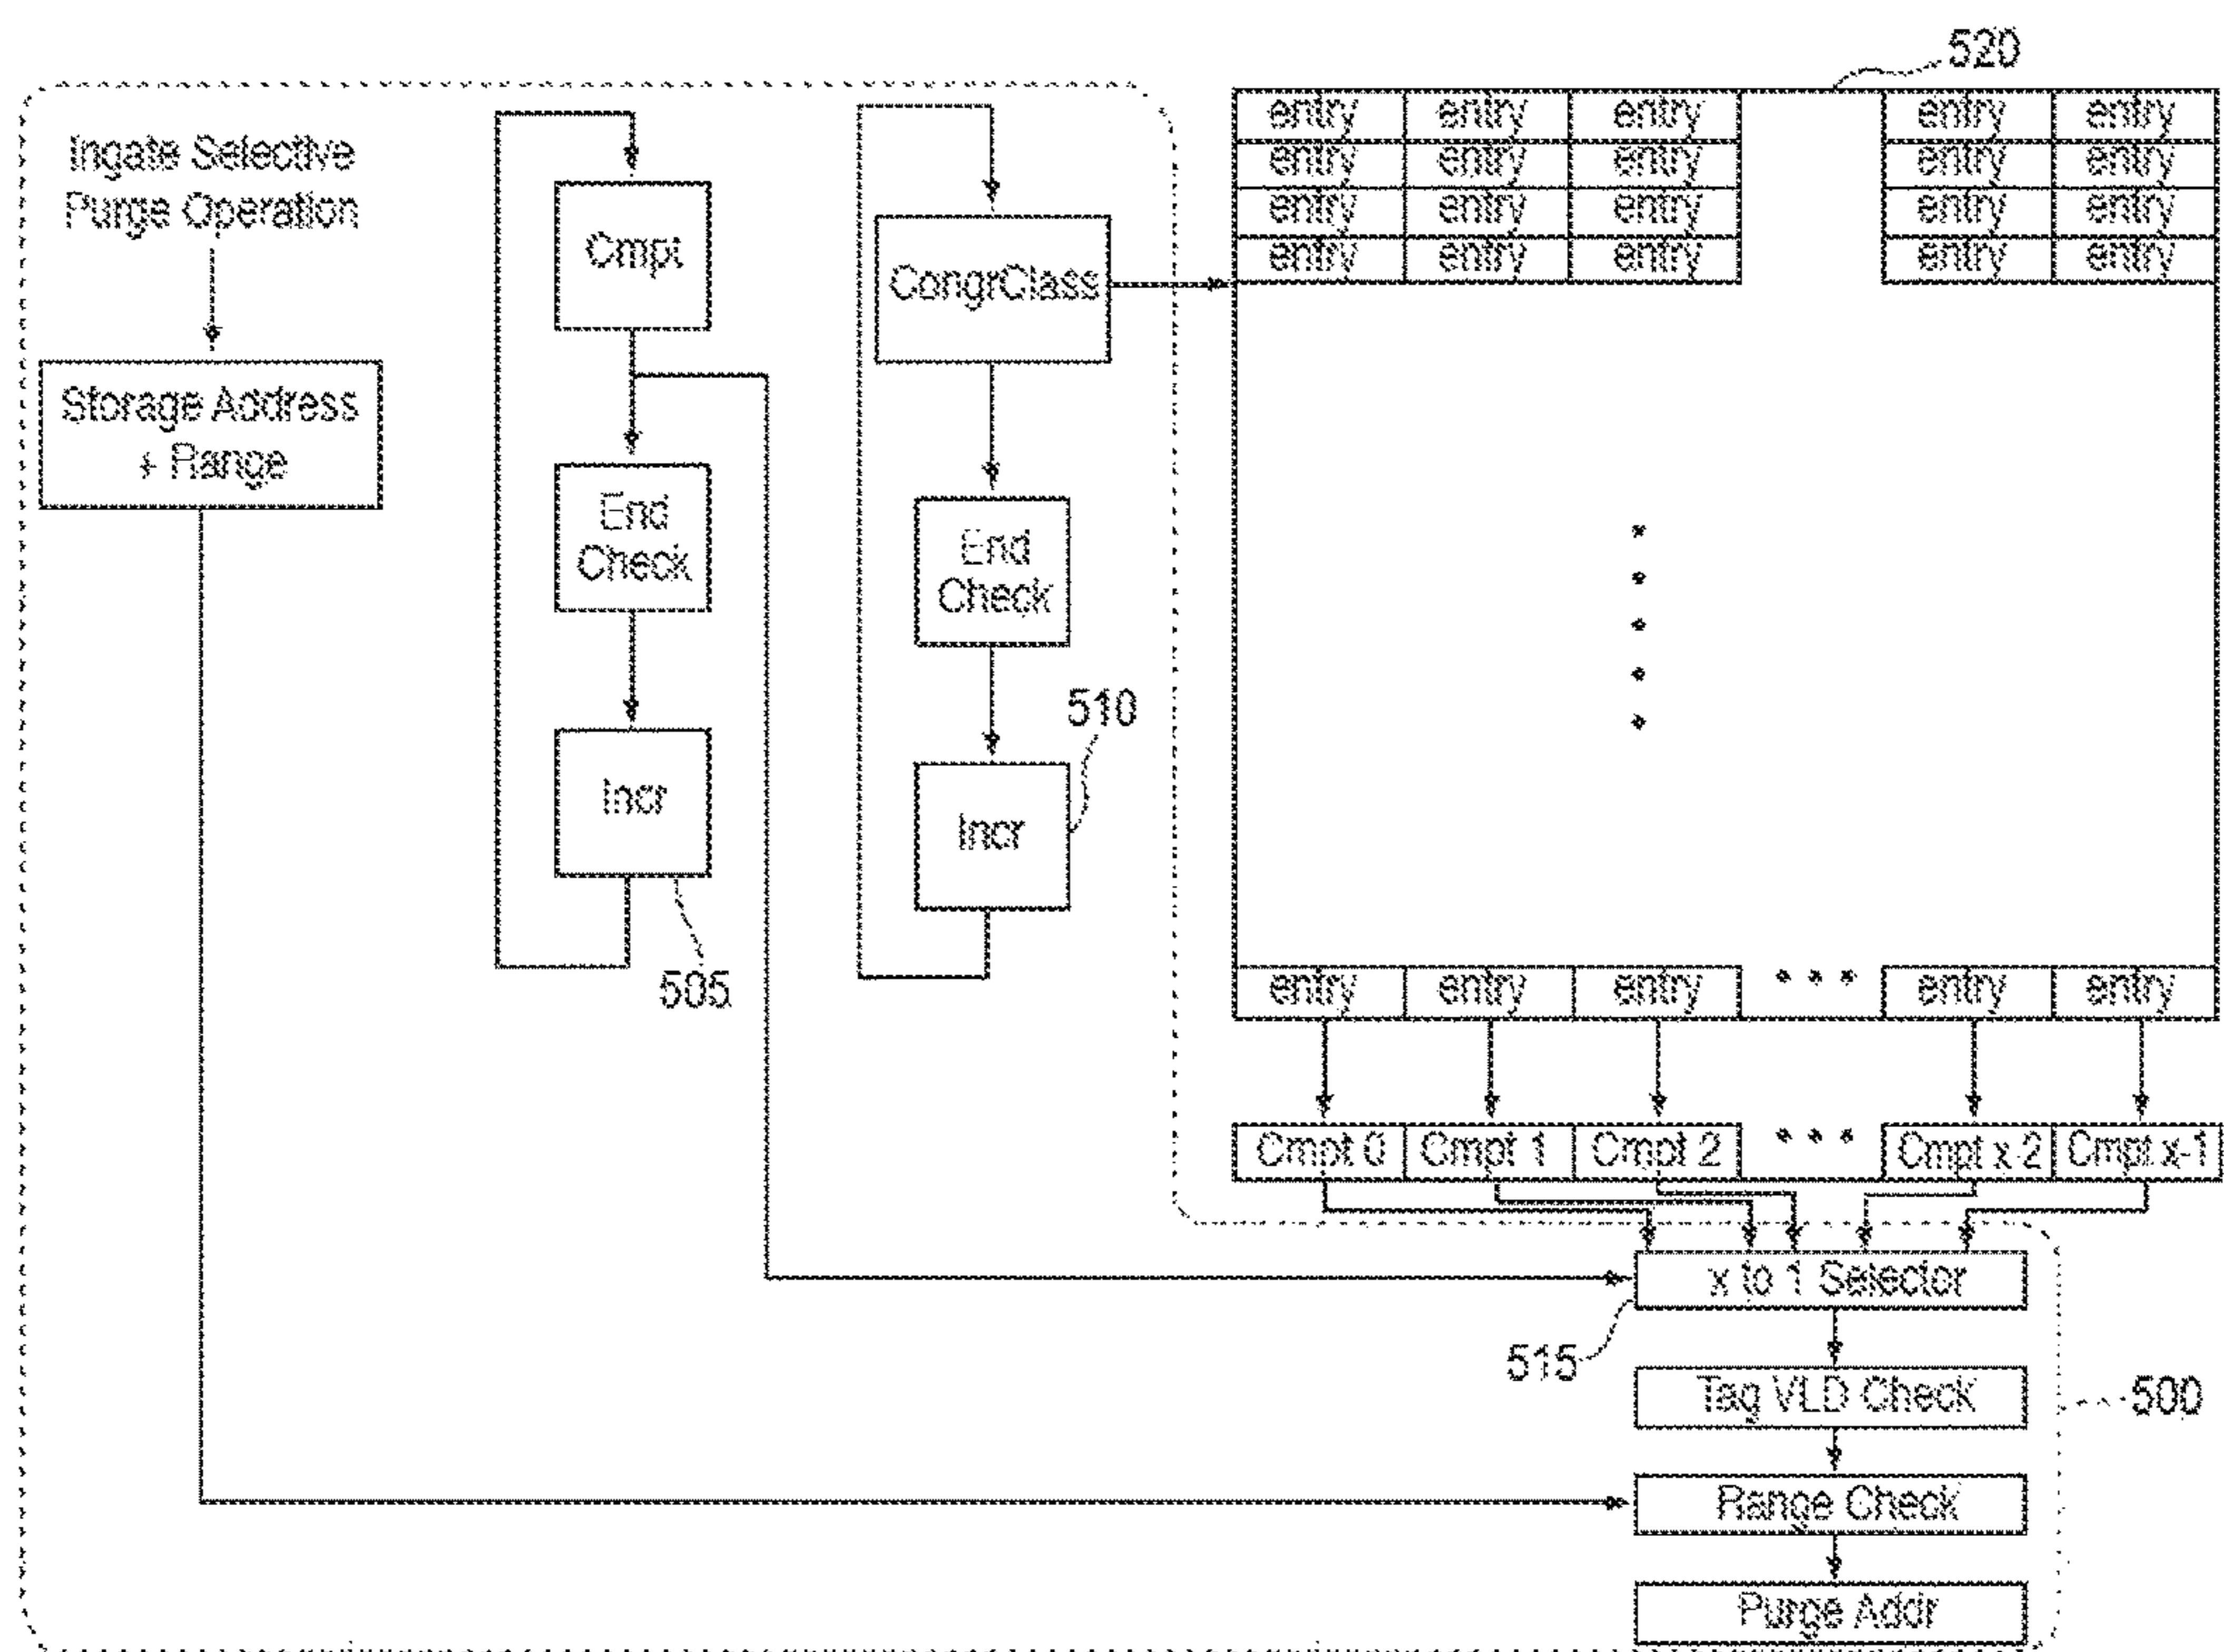 520
Ingate Selective
Purge Operation
Storage Address
+ Range
Cmpt
End
Check
Incr
505
CongrClass
End
Check
Incr
510
entry entry entry entry entry
entry entry entry entry entry
entry entry entry entry entry
entry entry entry entry entry
entry entry entry • • • entry entry
Cmpt 0 Cmpt 1 Cmpt 2 • • • Cmpt x-2 Cmpt x-1
x to 1 Selector
515
Tag VLD Check
500
Range Check
Purge Addr